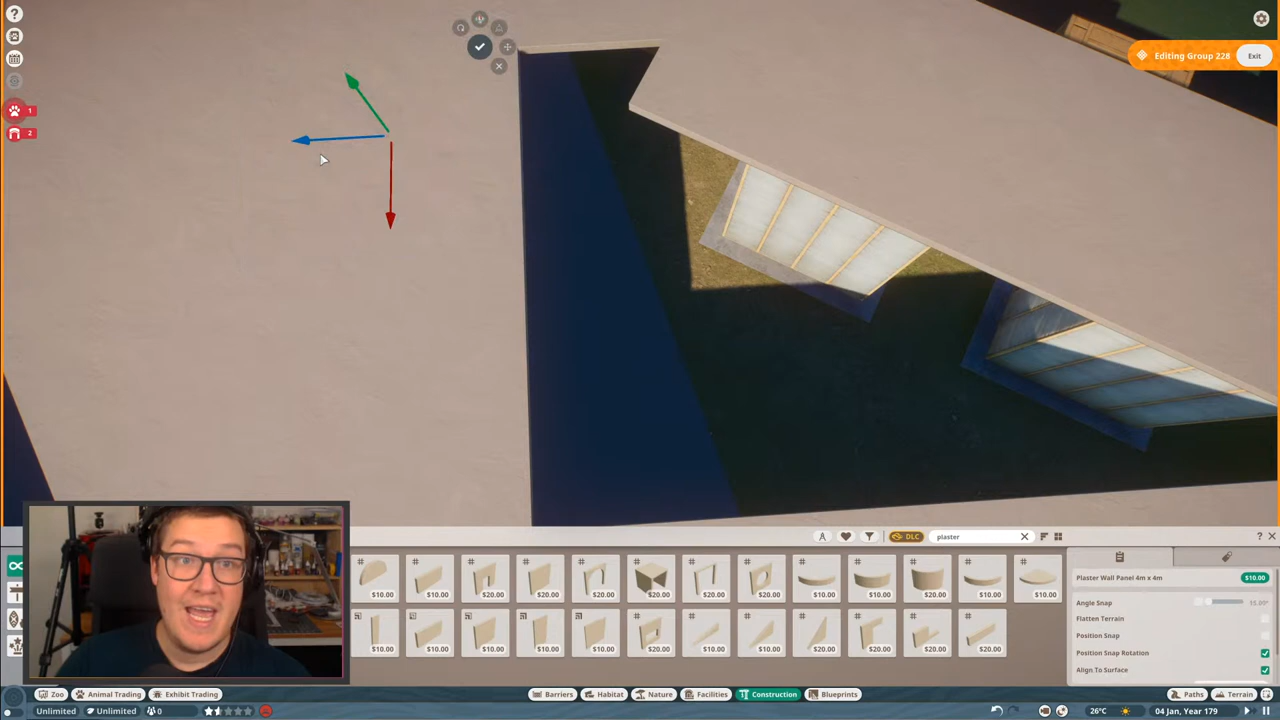 ?
Editing Group 228
Exit
1
2
DLC
plaster
?
$10.00 $10.00 $20.00 $20.00 $20.00 $20.00 $20.00 $20.00 $10.00 $10.00 $20.00 $10.00 $10.00
$10.00 $10.00 $10.00 $10.00 $10.00 $20.00 $10.00 $10.00 $10.00 $20.00 $20.00 $20.00
Plaster Wall Panel 4m x 4m
$10.00
Angle Snap
15.00°
Flatten Terrain
Position Snap
Position Snap Rotation
Align To Surface
Zoo Animal Trading Exhibit Trading Barriers Habitat Nature Facilities Construction Blueprints Paths Terrain
Unlimited Unlimited 0 26°C 04 Jan, Year 179